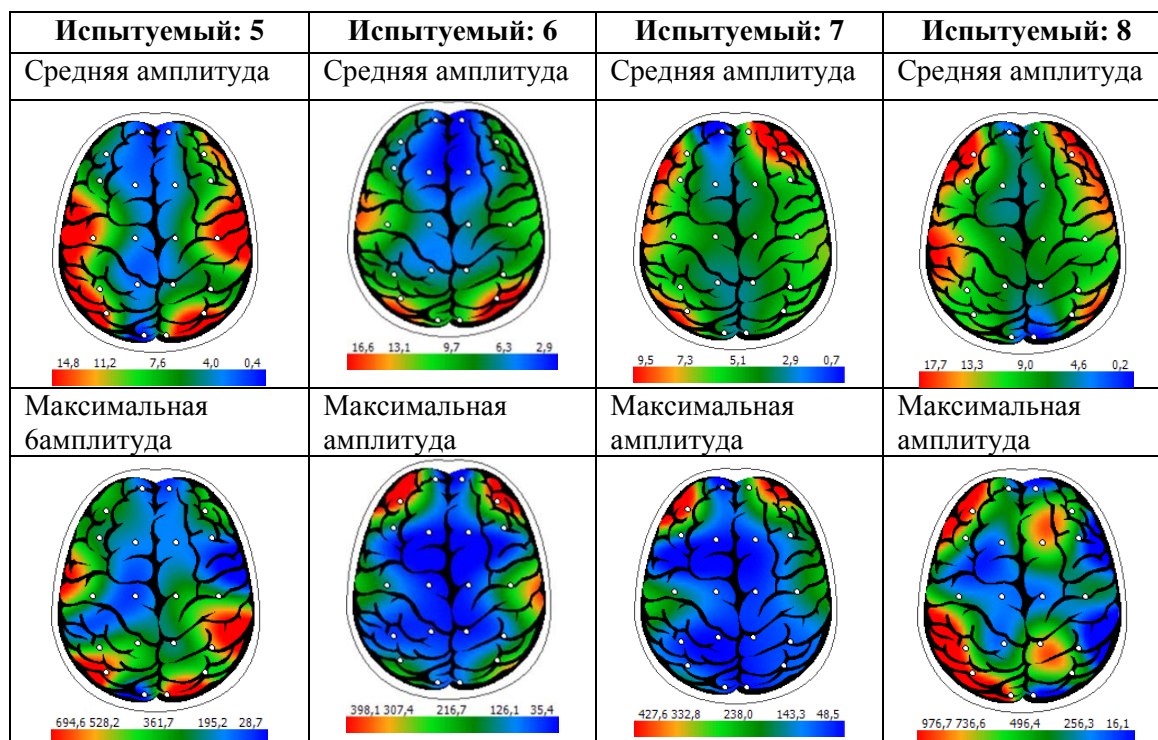 Испытуемый: 5
Испытуемый: 6
Испытуемый: 7
Испытуемый: 8
Средняя амплитуда
Средняя амплитуда
Средняя амплитуда
Средняя амплитуда
14,8 11,2 7,6 4,0 0,4
16,6 13,1 9,7 6,3 2,9
9,5 7,3 5,1 2,9 0,7
17,7 13,3 9,0 4,6 0,2
Максимальная
6амплитуда
Максимальная
амплитуда
Максимальная
амплитуда
Максимальная
амплитуда
694,6 528,2 361,7 195,2 28,7
398,1 307,4 216,7 126,1 35,4
427,6 332,8 238,0 143,3 48,5
976,7 736,6 496,4 256,3 16,1